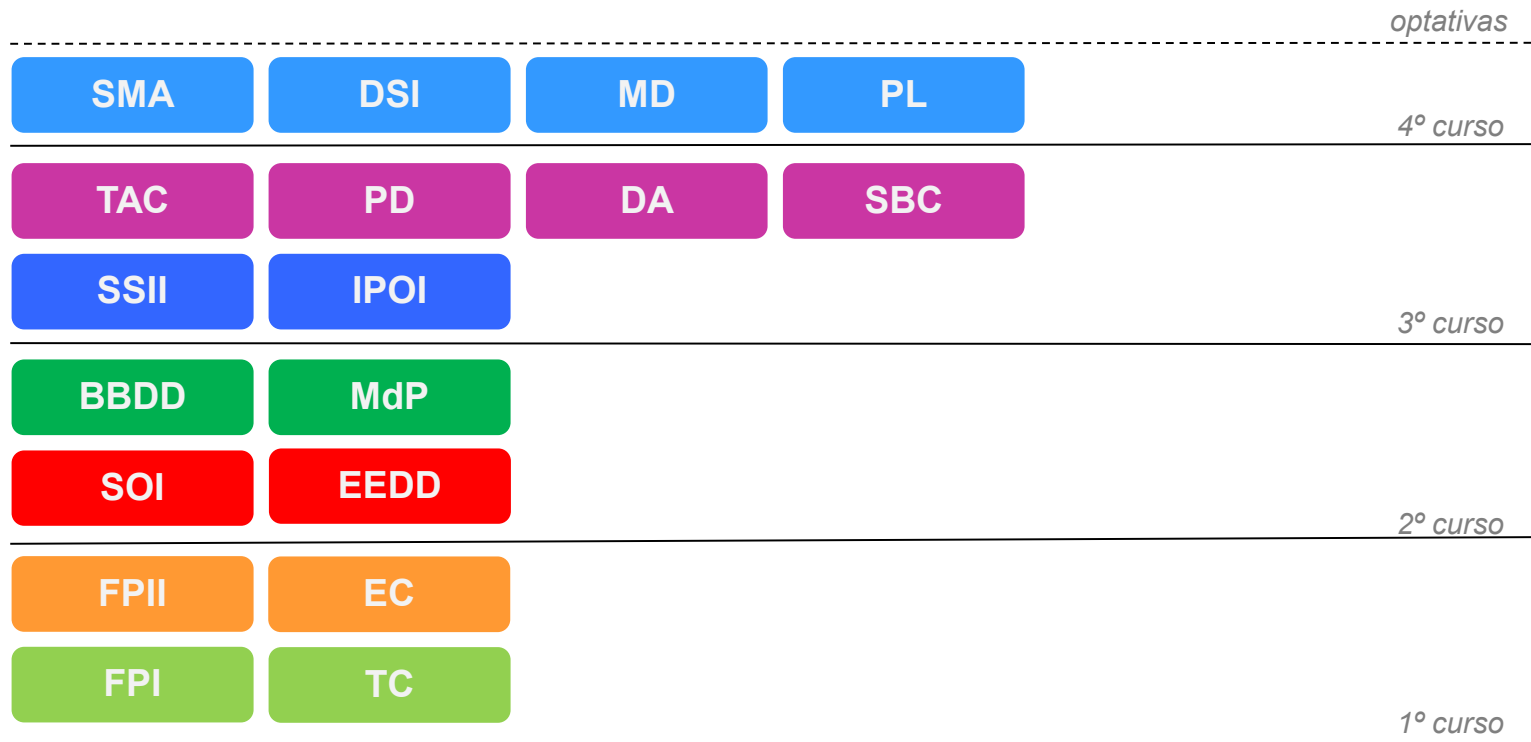 optativas
SMA DSI MD PL
4º curso
TAC PD DA SBC
SSII IPOI
3º curso
BBDD MdP
SOI EEDD
2º curso
FPII EC
FPI TC
1º curso